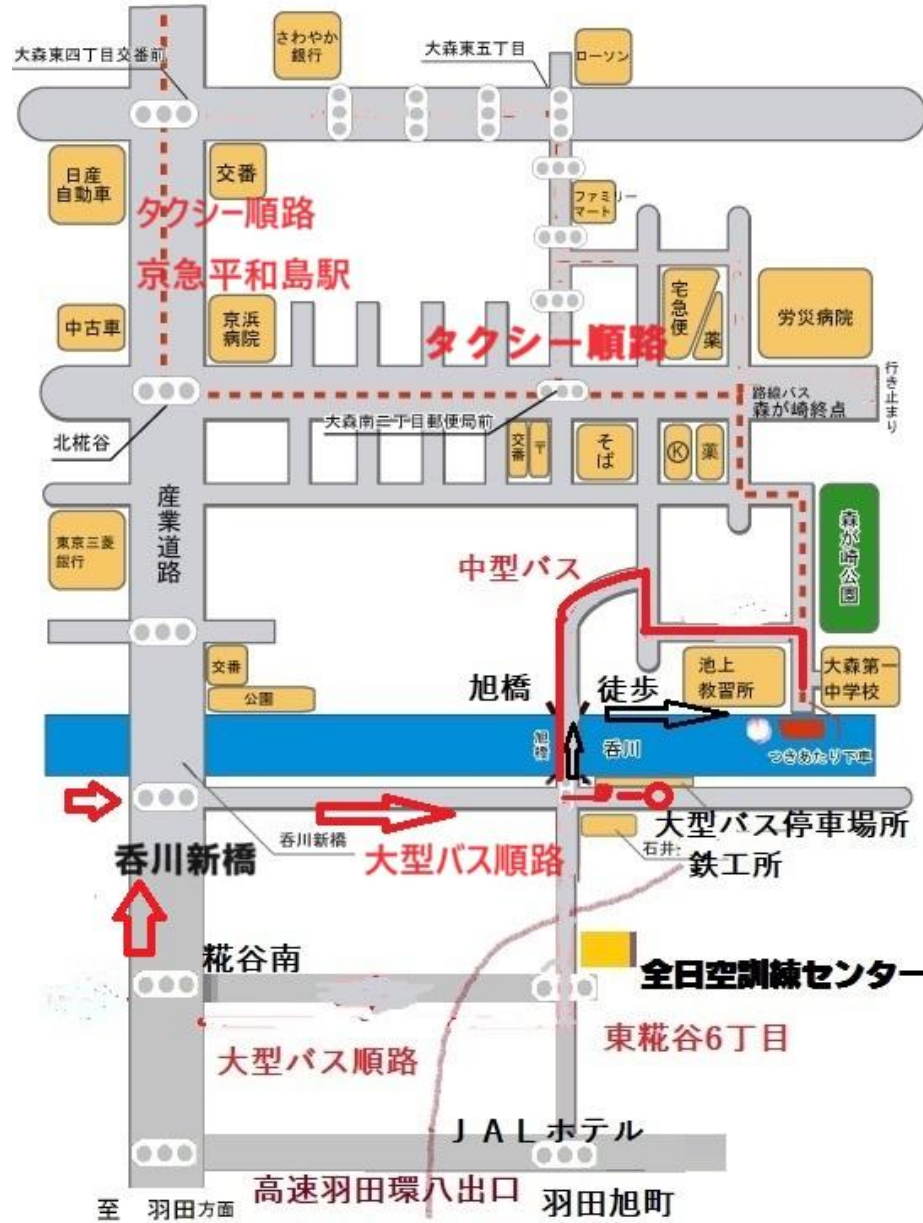 さわやか
銀行
大森東四丁目交番前
大森東五丁目
ローソン
日産
自動車
交番
ファミリー
マート
タクシー順路
京急平和島駅
中古車
京浜
病院
宅急便
薬
労災病院
タクシー順路
行き止まり
路線バス
森が崎終点
北糀谷
大森南二丁目郵便局前
交番
〒
そば
Ⓚ
薬
産業道路
東京三菱
銀行
森が崎公園
中型バス
交番
公園
池上
教習所
大森第一
中学校
旭橋
徒歩
旭橋
呑川
つきあたり下車
呑川新橋
呑川新橋
大型バス順路
大型バス停車場所
石井
鉄工所
糀谷南
全日空訓練センター
大型バス順路
東糀谷6丁目
JALホテル
高速羽田環八出口
羽田旭町
至 羽田方面